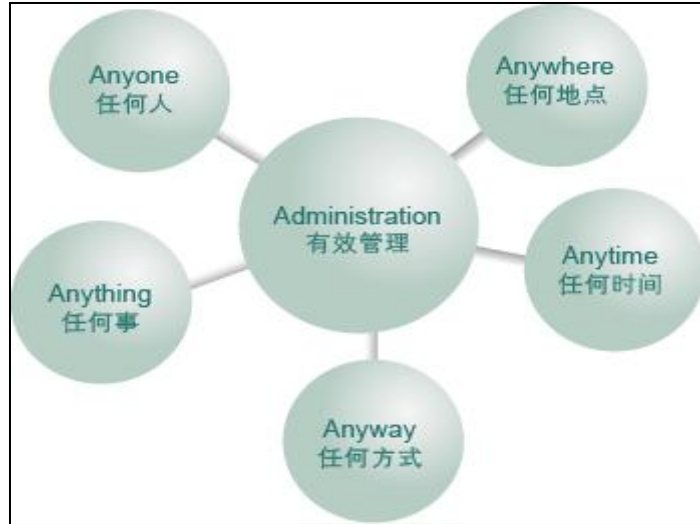 Anyone
任何人
Anywhere
任何地点
Administration
有效管理
Anything
任何事
Anytime
任何时间
Anyway
任何方式